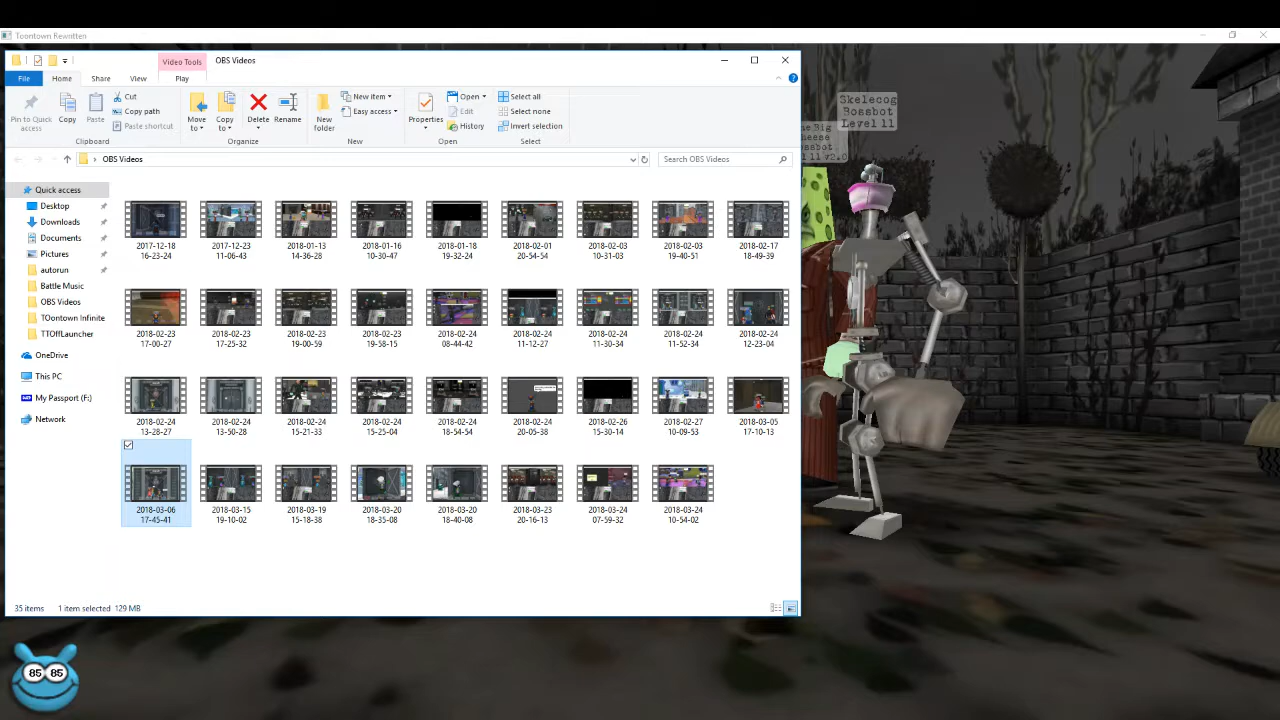 Toontown Rewritten
Video Tools
OBS Videos
File
Home
Share
View
Play
Pin to Quick access
Copy
Paste
Cut
Copy path
Paste shortcut
Clipboard
Move to
Copy to
Delete
Rename
Organize
New folder
New item
Easy access
New
Properties
Open
Edit
History
Open
Select all
Select none
Invert selection
Select
OBS Videos
Search OBS Videos
Quick access
Desktop
Downloads
Documents
Pictures
autorun
Battle Music
OBS Videos
TOontown Infinite
TTOffLauncher
OneDrive
This PC
My Passport (F:)
Network
2017-12-18 16-23-24
2017-12-23 11-06-43
2018-01-13 14-36-28
2018-01-16 10-30-47
2018-01-18 19-32-24
2018-02-01 20-54-54
2018-02-03 10-31-03
2018-02-03 19-40-51
2018-02-17 18-49-39
2018-02-23 17-00-27
2018-02-23 17-25-32
2018-02-23 19-00-59
2018-02-23 19-58-15
2018-02-24 08-44-42
2018-02-24 11-12-27
2018-02-24 11-30-34
2018-02-24 11-52-34
2018-02-24 12-23-04
2018-02-24 13-28-27
2018-02-24 13-50-28
2018-02-24 15-21-33
2018-02-24 15-25-04
2018-02-24 18-54-54
2018-02-24 20-05-38
2018-02-26 15-30-14
2018-02-27 10-09-53
2018-03-05 17-10-13
2018-03-06 17-45-41
2018-03-15 19-10-02
2018-03-19 15-18-38
2018-03-20 18-35-08
2018-03-20 18-40-08
2018-03-23 20-16-13
2018-03-24 07-59-32
2018-03-24 10-54-02
35 items
1 item selected 129 MB
Skelecog
Bossbot
Level 11
Big
v2.0
85 85